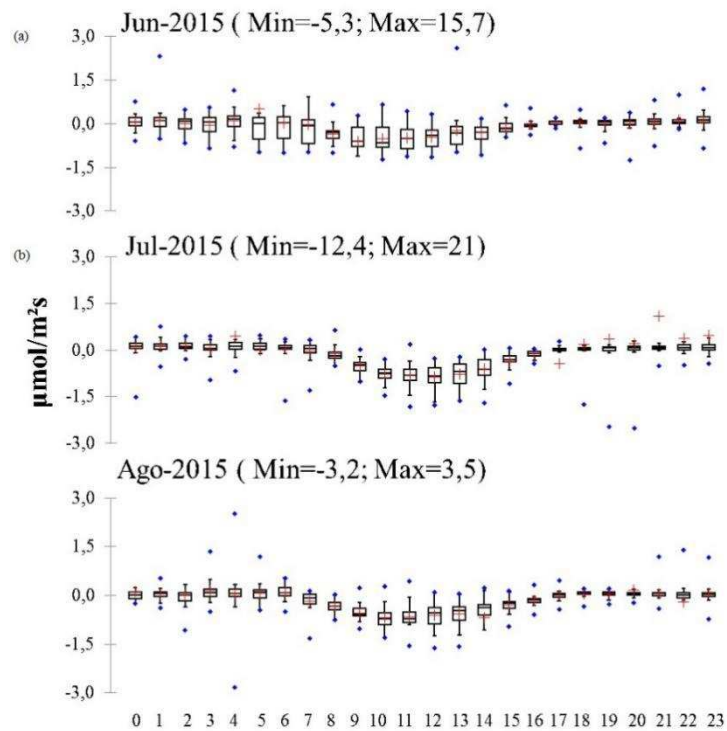 (a)
Jun-2015 ( Min=-5,3; Max=15,7)
3,0
1,5
0,0
-1,5
-3,0
(b)
Jul-2015 ( Min=-12,4; Max=21)
3,0
1,5
0,0
-1,5
-3,0
µmol/m²s
Ago-2015 ( Min=-3,2; Max=3,5)
3,0
1,5
0,0
-1,5
-3,0
0 1 2 3 4 5 6 7 8 9 10 11 12 13 14 15 16 17 18 19 20 21 22 23